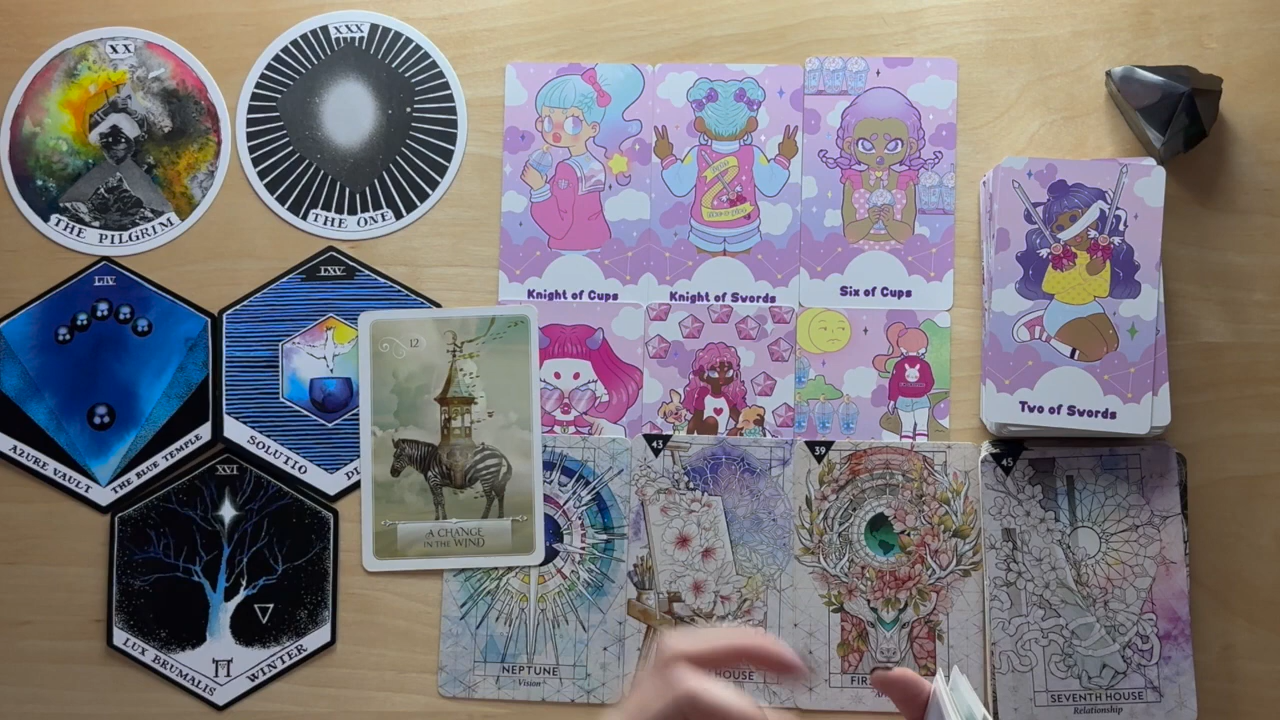 XX
THE PILGRIM
XXX
THE ONE
LIV
AZURE VAULT
THE BLUE TEMPLE
LXV
SOLUTIO
XVI
LUX BRUMALIS
WINTER
12
A CHANGE
IN THE WIND
Knight of Cups
Knight of Swords
Six of Cups
Two of Swords
NEPTUNE
Vision
43
HOUSE
39
45
SEVENTH HOUSE
Relationship